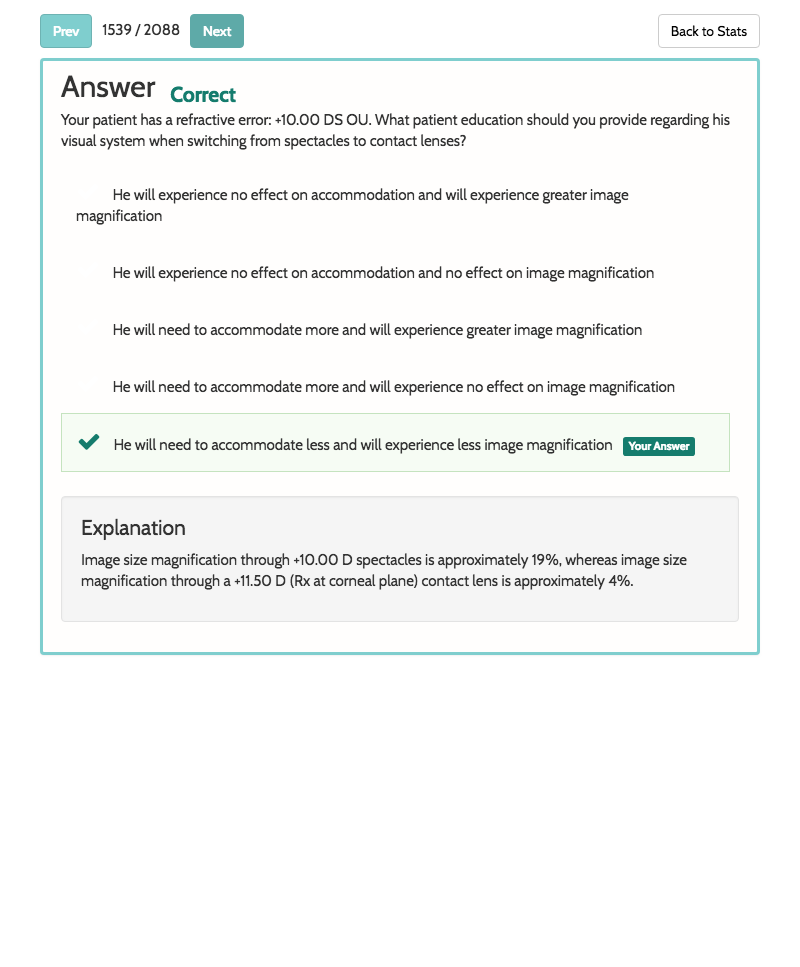 Prev 1539 / 2088 Next Back to Stats
Answer Correct
Your patient has a refractive error: +10.00 DS OU. What patient education should you provide regarding his
visual system when switching from spectacles to contact lenses?
He will experience no effect on accommodation and will experience greater image
magnification
He will experience no effect on accommodation and no effect on image magnification
He will need to accommodate more and will experience greater image magnification
He will need to accommodate more and will experience no effect on image magnification
He will need to accommodate less and will experience less image magnification Your Answer
Explanation
Image size magnification through +10.00 D spectacles is approximately 19%, whereas image size
magnification through a +11.50 D (Rx at corneal plane) contact lens is approximately 4%.